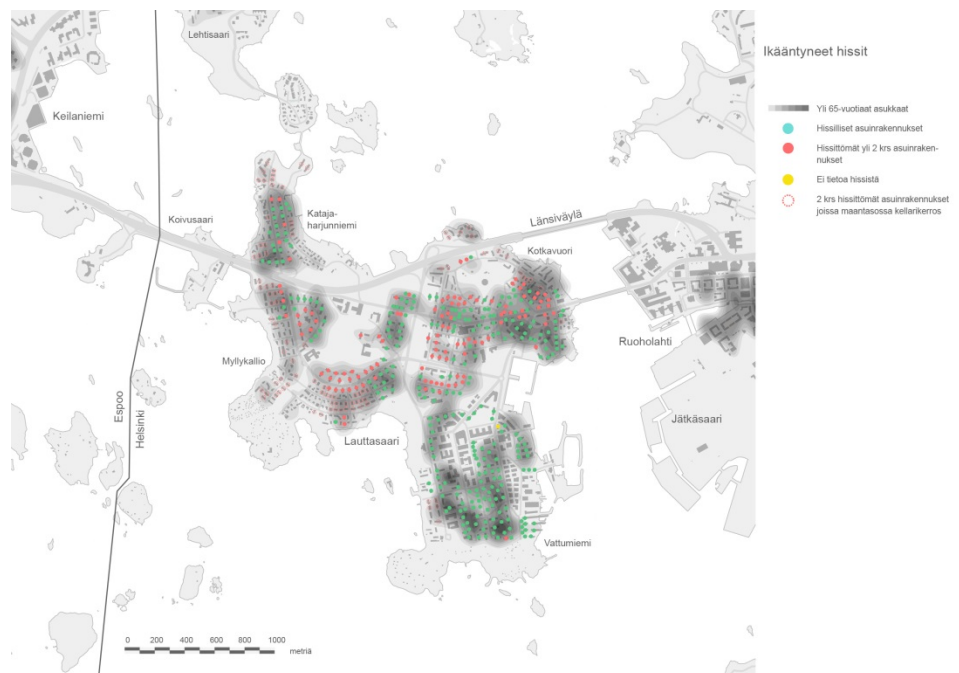 Ikääntyneet hissit
Yli 65-vuotiaat asukkaat
Hissilliset asuinrakennukset
Hissittömät yli 2 krs asuinraken-
nukset
Ei tietoa hissistä
2 krs hissittömät asuinrakennukset
joissa maantasossa kellarikerros
Lehtisaari
Keilaniemi
Koivusaari
Kataja-
harjunniemi
Länsiväylä
Kotkavuori
Ruoholahti
Myllykallio
Espoo
Helsinki
Lauttasaari
Jätkäsaari
Vattumiemi
0 200 400 600 800 1000
metriä